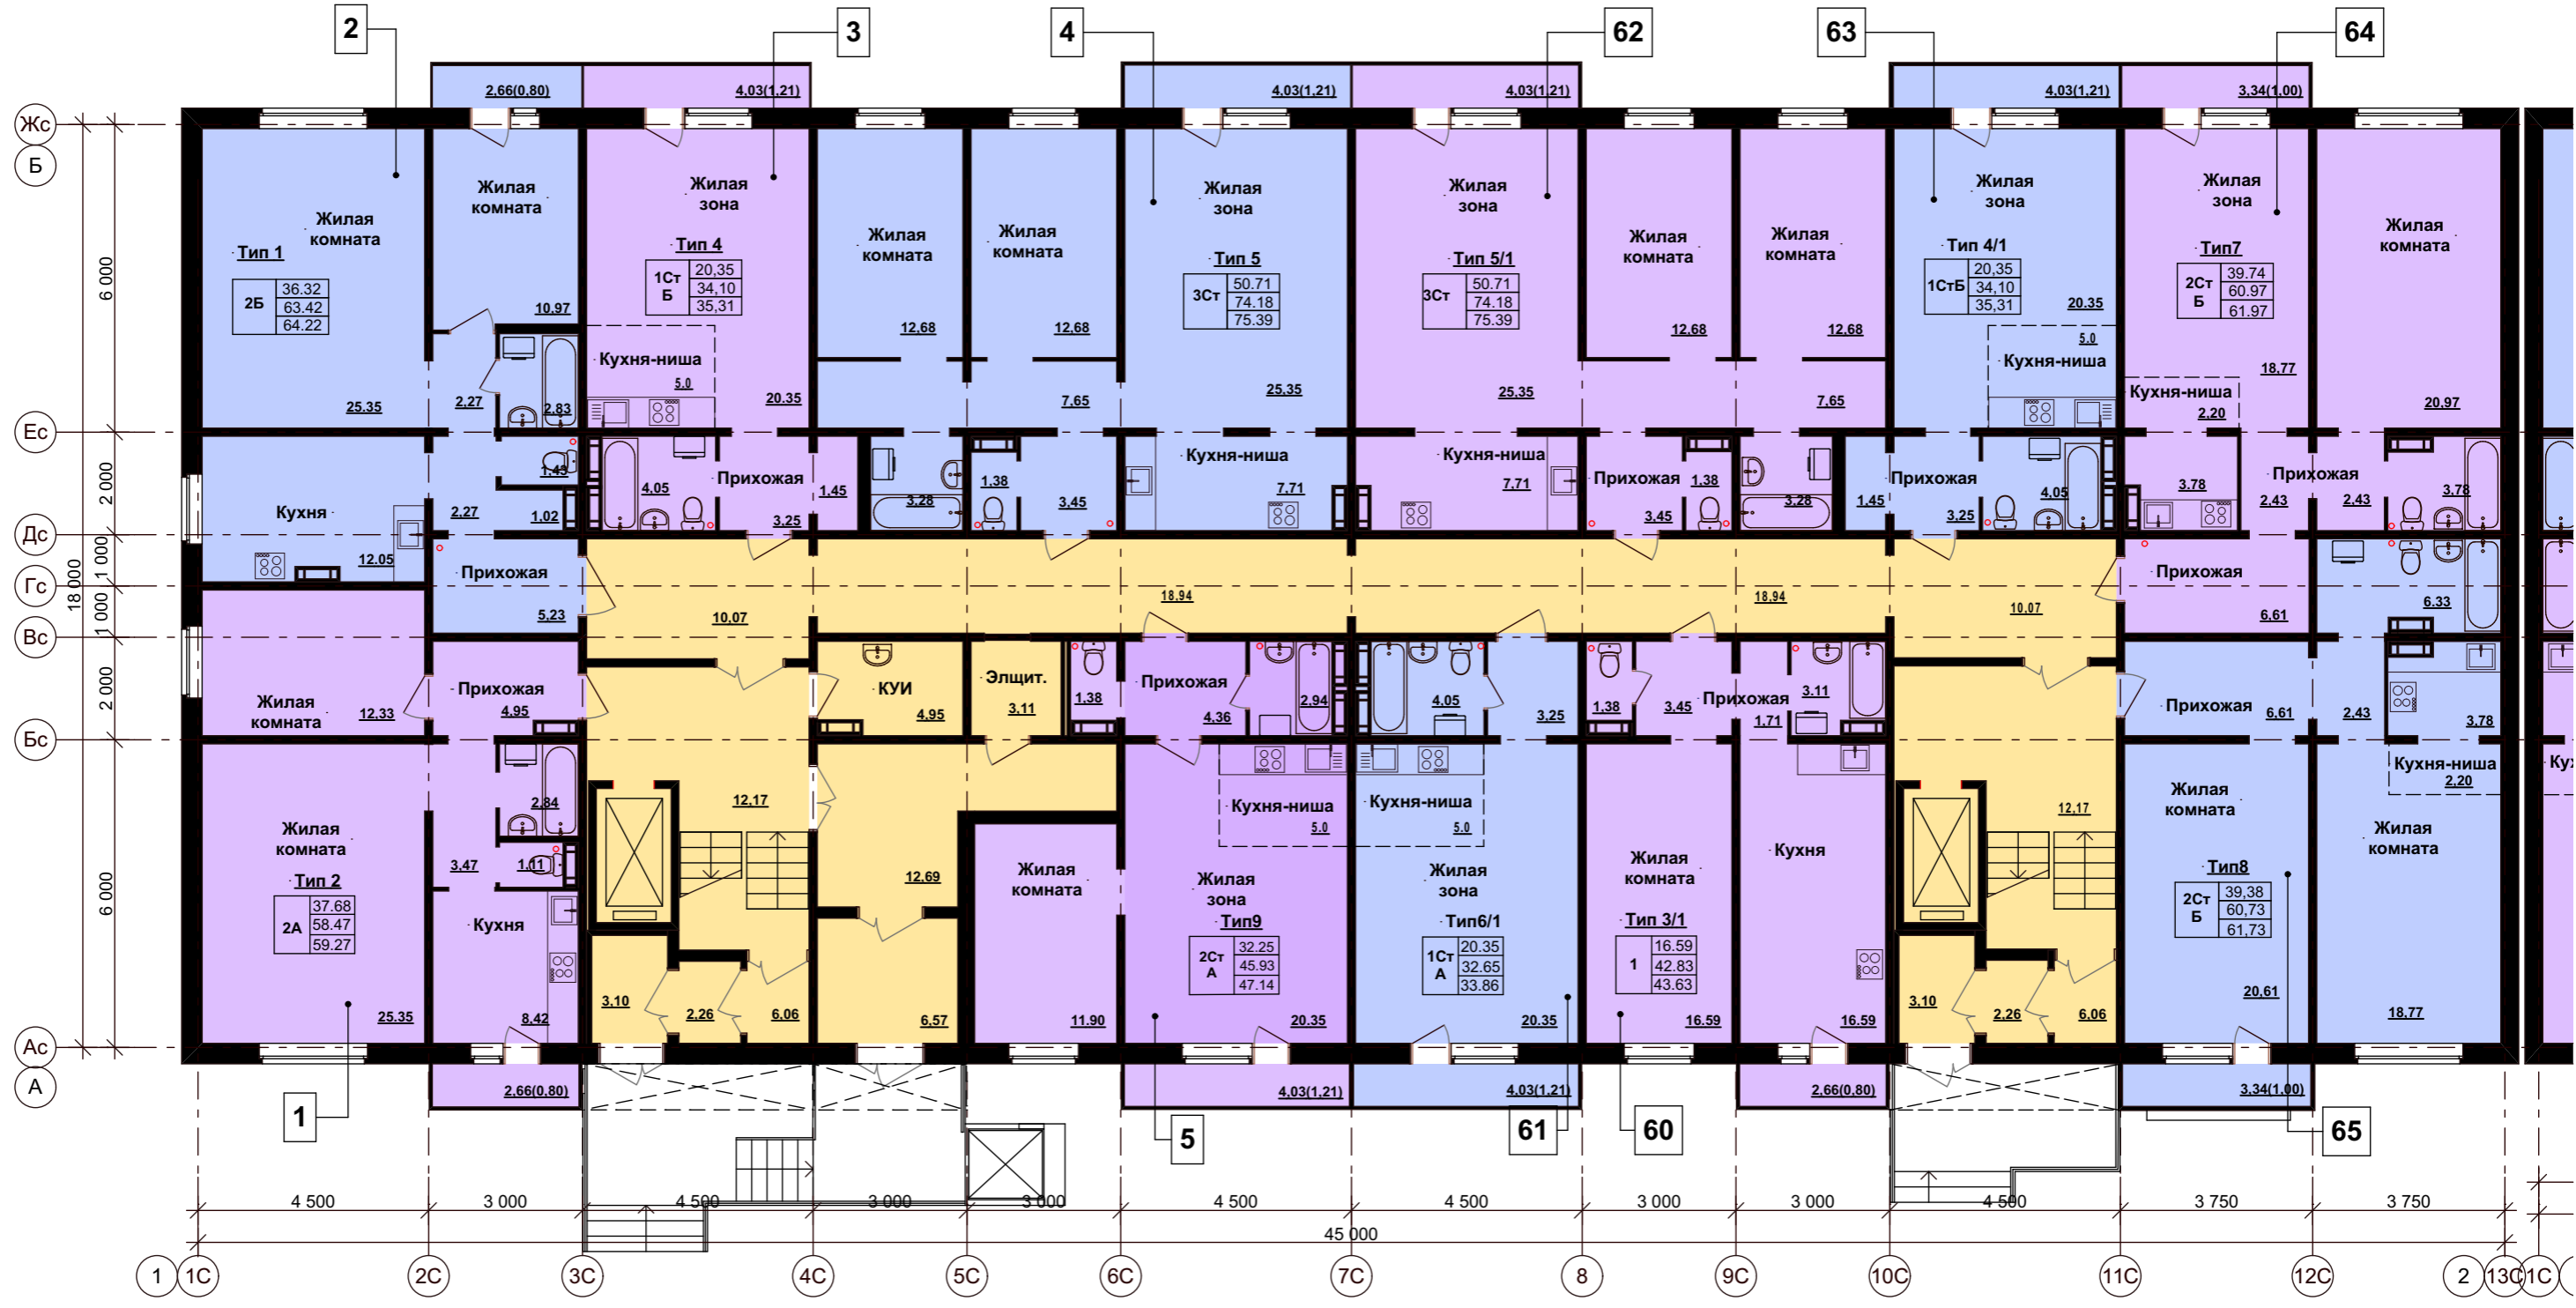 2
3
4
62
63
64
2,66(0,80)
4,03(1,21)
4,03(1,21)
4,03(1,21)
4,03(1,21)
3,34(1,00)
Жс
Б
Ес
Дс
Гс
Вс
Бс
Ас
А
18 000
6 000
2 000
1 000
1 000
2 000
6 000
Жилая
комната
Тип 1
2Б
36.32
63.42
64.22
25.35
Жилая
комната
10,97
2,27
2,83
1,43
2,27
1,02
Кухня
12.05
Прихожая
5,23
Жилая
зона
Тип 4
1Ст
Б
20,35
34,10
35,31
Кухня-ниша
5.0
20.35
4,05
Прихожая
3,25
1,45
Жилая
комната
12,68
Жилая
комната
12,68
7,65
3,28
1,38
3,45
Жилая
зона
Тип 5
3Ст
50.71
74.18
75.39
25,35
Кухня-ниша
7,71
Жилая
зона
Тип 5/1
3Ст
50.71
74.18
75.39
25,35
Кухня-ниша
7.71
Жилая
комната
12,68
Жилая
комната
12,68
7,65
Прихожая
3,45
1,38
3,28
Жилая
зона
Тип 4/1
1СтБ
20,35
34,10
35,31
20.35
5.0
Кухня-ниша
1,45
Прихожая
3,25
4,05
Жилая
зона
Тип7
2Ст
Б
39.74
60.97
61.97
18,77
Кухня-ниша
2,20
3.78
Прихожая
2,43
2,43
3,78
Жилая
комната
20,97
Прихожая
6,61
10,07
18,94
18,94
10,07
Жилая
комната
12,33
Прихожая
4,95
Жилая
комната
Тип 2
2А
37.68
58.47
59.27
25.35
2,84
3,47
1,11
Кухня
8,42
12,17
3,10
2,26
6,06
КУИ
4,95
Элщит.
3,11
12,69
6,57
1,38
Прихожая
4,36
2,94
Жилая
комната
11.90
Кухня-ниша
5.0
Жилая
зона
Тип9
2Ст
А
32.25
45.93
47.14
20.35
4,05
3,25
Кухня-ниша
5.0
Жилая
зона
Тип6/1
1Ст
А
20.35
32.65
33.86
20.35
1,38
3,45
Прихожая
1,71
3.11
Жилая
комната
Тип 3/1
1
16.59
42.83
43.63
16.59
Кухня
16.59
12,17
3,10
2,26
6,06
6.33
Прихожая
6,61
2,43
3,78
Кухня-ниша
2,20
Жилая
комната
Тип8
2Ст
Б
39,38
60,73
61,73
20,61
Жилая
комната
18,77
Ку
2,66(0,80)
4,03(1,21)
4,03(1,21)
2,66(0,80)
3,34(1,00)
1
5
61
60
65
4 500
3 000
4 500
3 000
3 000
4 500
4 500
3 000
3 000
4 500
3 750
3 750
45 000
1
1С
2С
3С
4С
5С
6С
7С
8
9С
10С
11С
12С
2
13С
1С